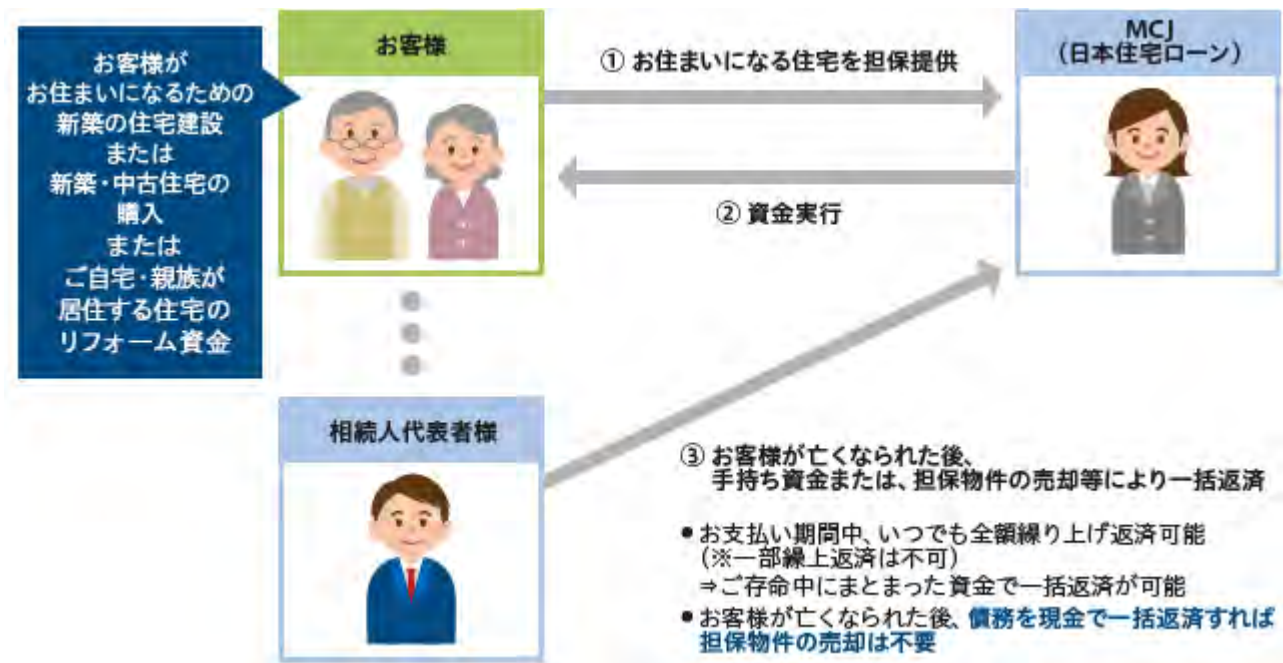 お客様が
お住まいになるための
新築の住宅建設
または
新築・中古住宅の
購入
または
ご自宅・親族が
居住する住宅の
リフォーム資金
お客様
① お住まいになる住宅を担保提供
MCJ
（日本住宅ローン）
② 資金実行
相続人代表者様
③ お客様が亡くなられた後、
手持ち資金または、担保物件の売却等により一括返済
● お支払い期間中、いつでも全額繰り上げ返済可能
（※一部繰上返済は不可）
⇒ご存命中にまとまった資金で一括返済が可能
● お客様が亡くなられた後、債務を現金で一括返済すれば
担保物件の売却は不要